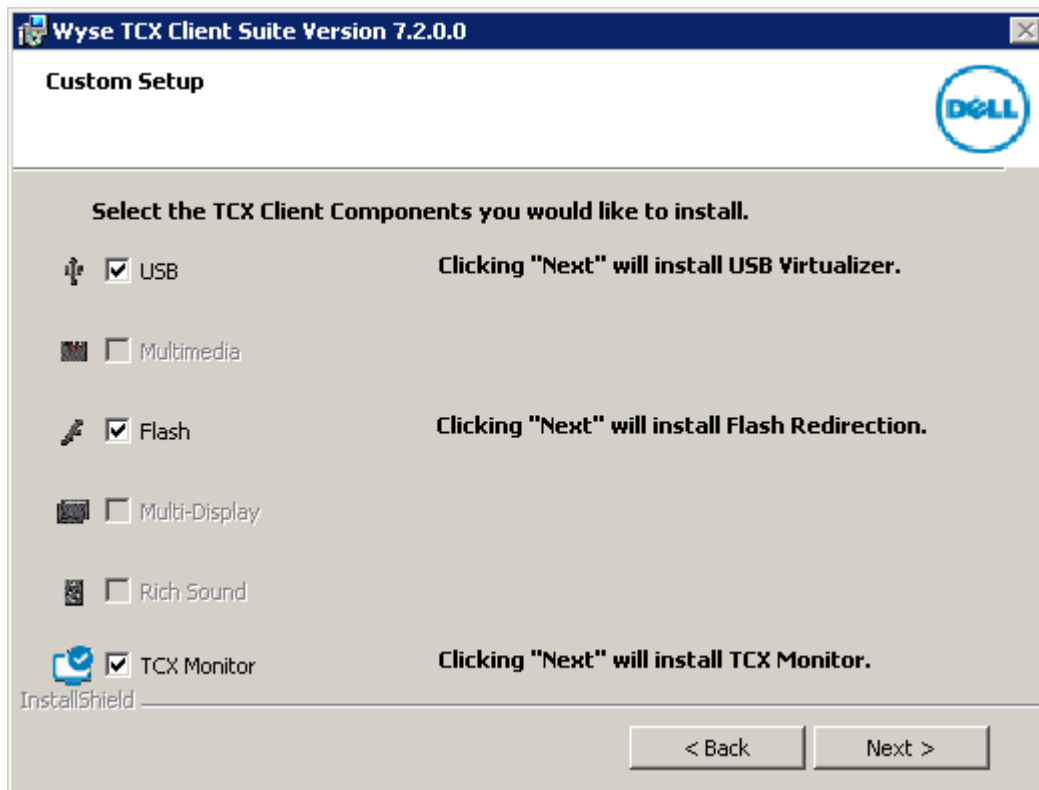 Wyse TCX Client Suite Version 7.2.0.0
Custom Setup
DELL
Select the TCX Client Components you would like to install.
USB Clicking "Next" will install USB Virtualizer.
Multimedia
Flash Clicking "Next" will install Flash Redirection.
Multi-Display
Rich Sound
TCX Monitor Clicking "Next" will install TCX Monitor.
InstallShield
< Back Next >